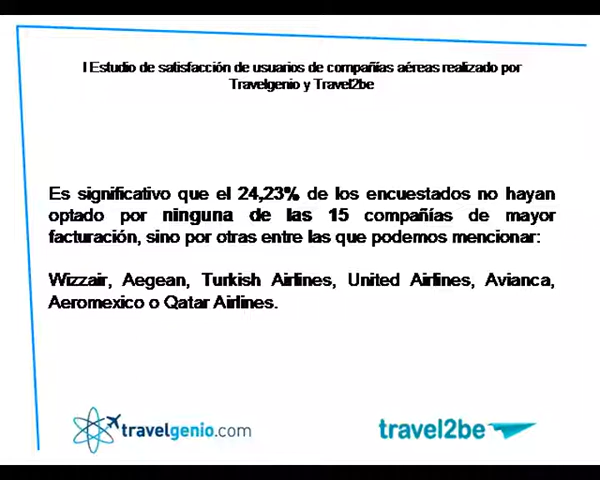 I Estudio de satisfacción de usuarios de compañías aéreas realizado por
Travelgenio y Travel2be
Es significativo que el 24,23% de los encuestados no hayan
optado por ninguna de las 15 compañías de mayor
facturación, sino por otras entre las que podemos mencionar:
Wizzair, Aegean, Turkish Airlines, United Airlines, Avianca,
Aeromexico o Qatar Airlines.
travelgenio.com
travel2be